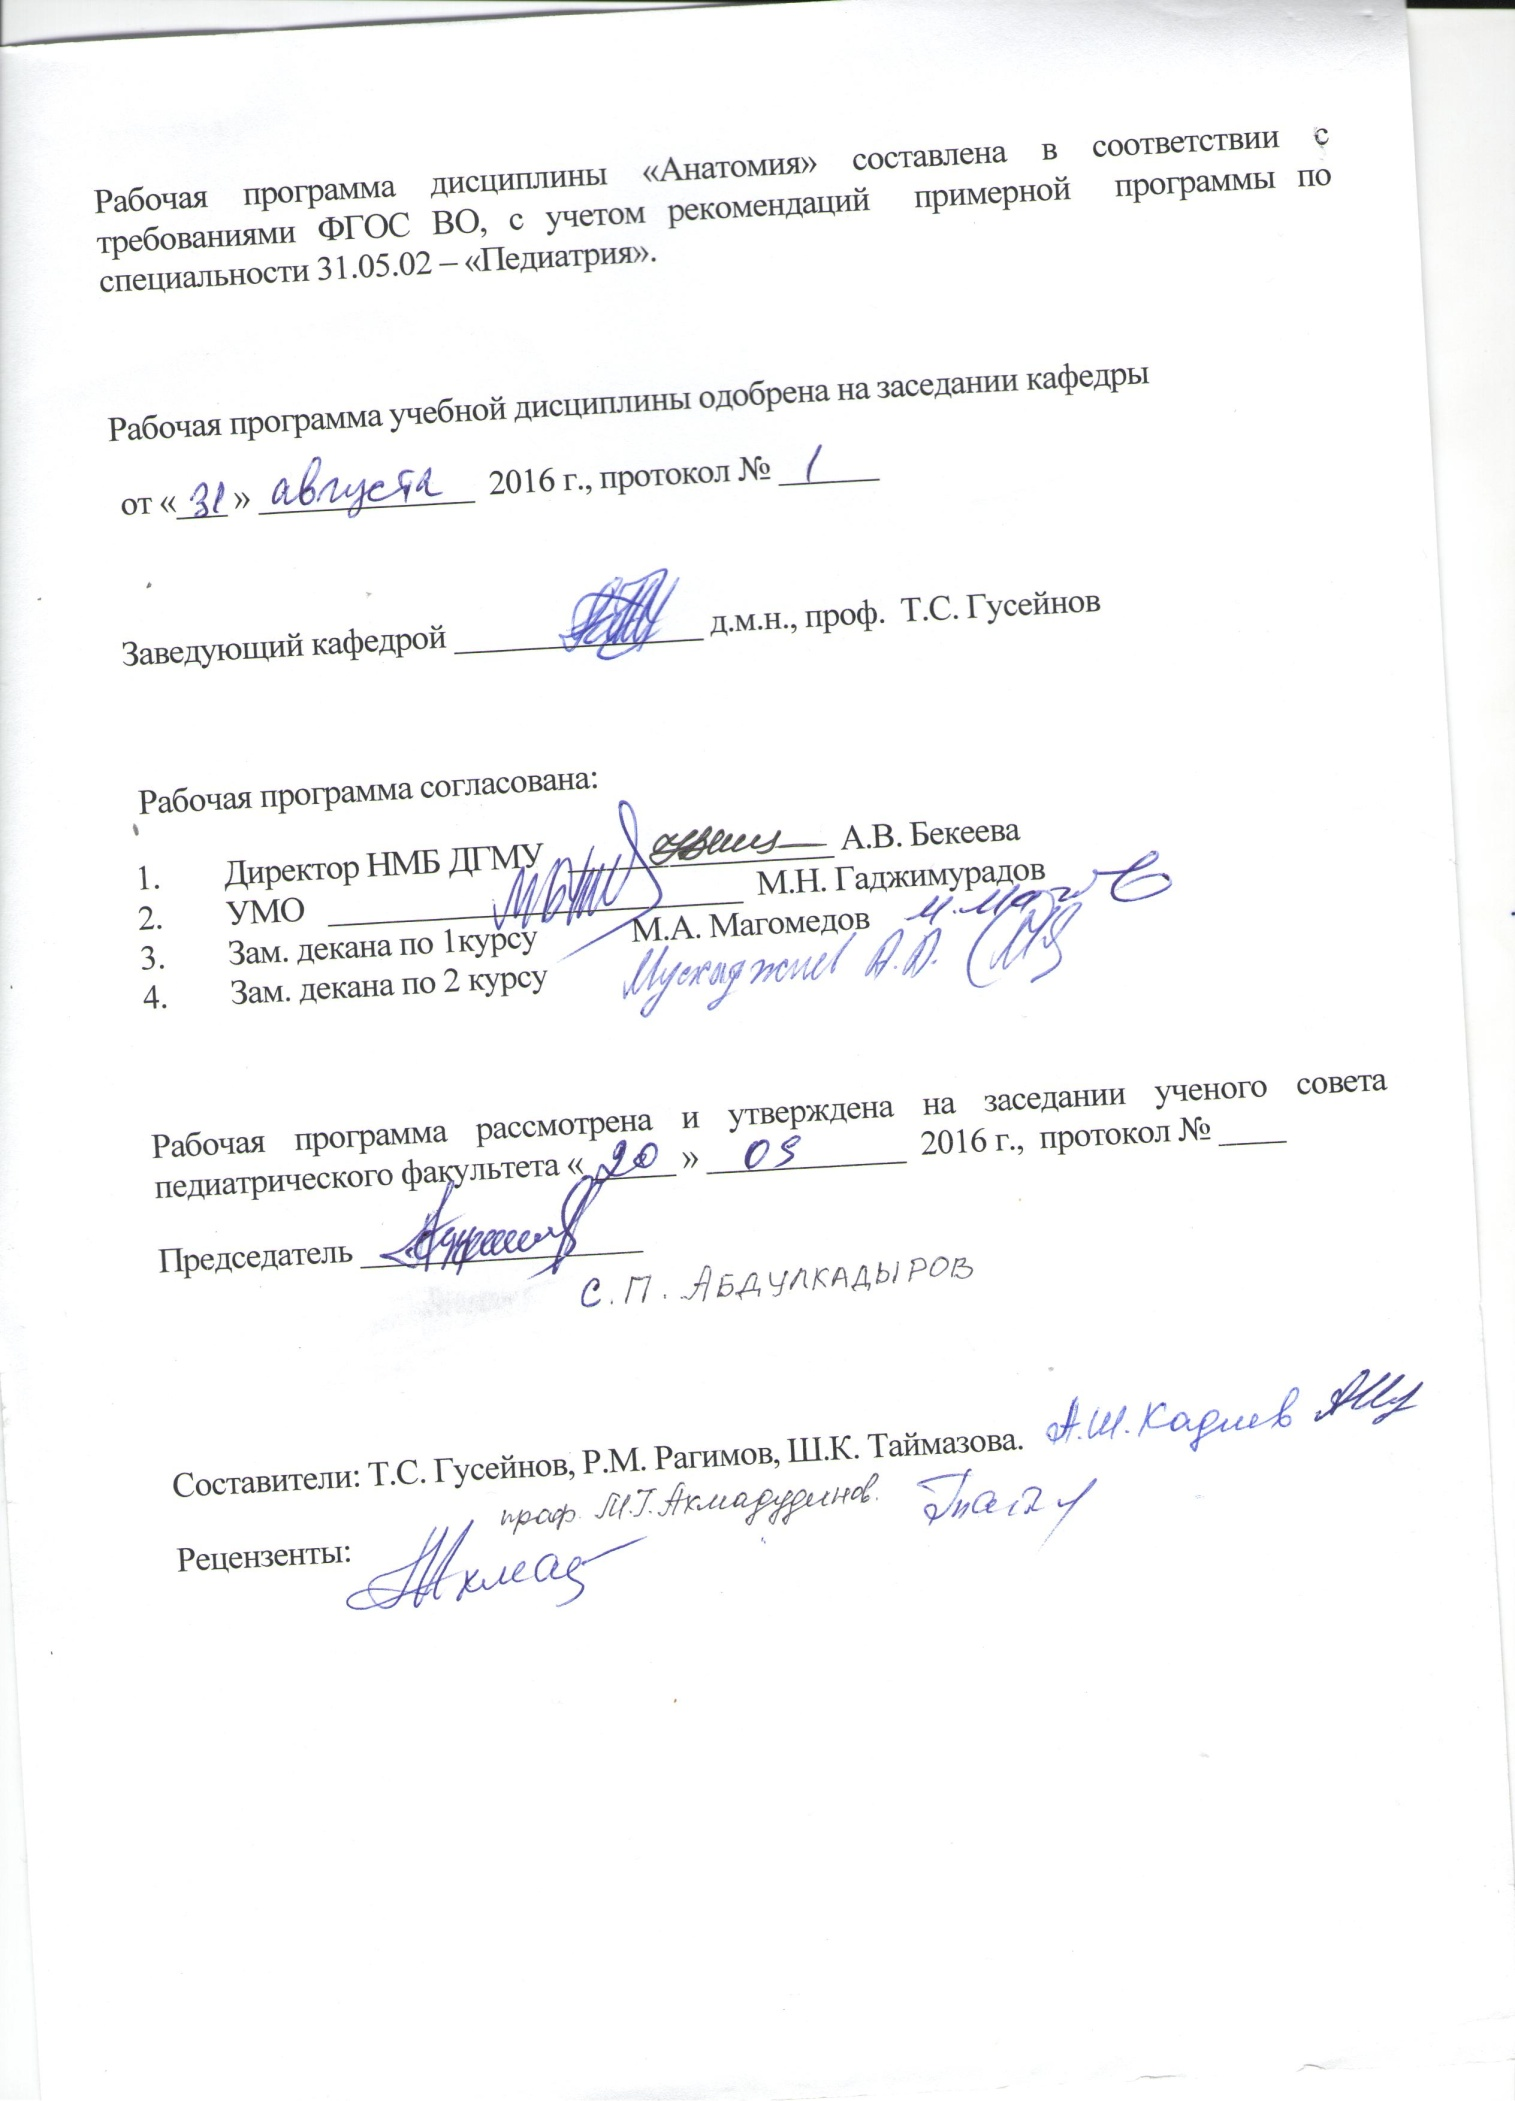 Рабочая программа дисциплины «Анатомия» составлена в соответствии с
требованиями ФГОС ВО, с учетом рекомендаций примерной программы по
специальности 31.05.02 – «Педиатрия».
Рабочая программа учебной дисциплины одобрена на заседании кафедры
от «31» августа 2016 г., протокол № 1
Заведующий кафедрой д.м.н., проф. Т.С. Гусейнов
Рабочая программа согласована:
1. Директор НМБ ДГМУ А.В. Бекеева
2. УМО М.Н. Гаджимурадов
3. Зам. декана по 1курсу М.А. Магомедов
4. Зам. декана по 2 курсу
Рабочая программа рассмотрена и утверждена на заседании ученого совета
педиатрического факультета «20» 09 2016 г., протокол № ____
Председатель
С.П. АБДУЛКАДЫРОВ
Составители: Т.С. Гусейнов, Р.М. Рагимов, Ш.К. Таймазова. А.Ш. Кадиев
проф. М.Г. Ахмадудинов.
Рецензенты: